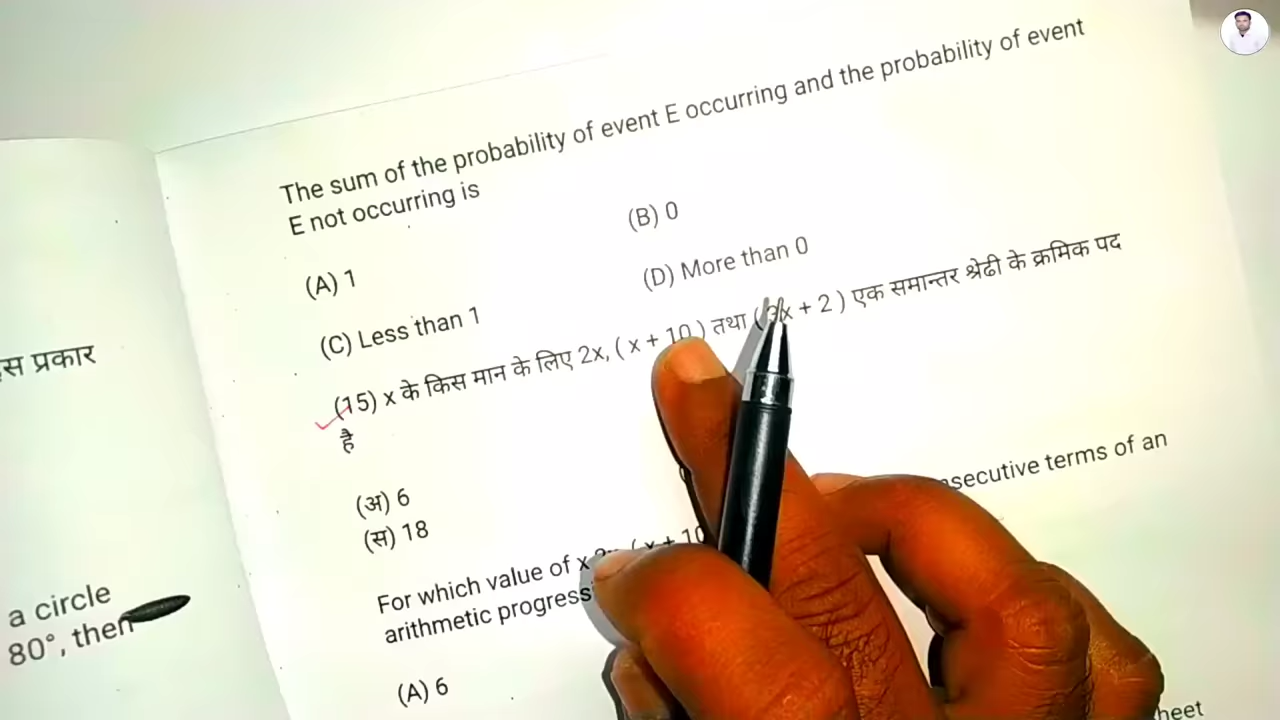 The sum of the probability of event E occurring and the probability of event
E not occurring is
(A) 1
(B) 0
(C) Less than 1
(D) More than 0
(15) x के किस मान के लिए 2x, ( x + 10 ) तथा ( 3x + 2 ) एक समान्तर श्रेढी के क्रमिक पद
है
(अ) 6
(स) 18
For which value of x ( x + 10 secutive terms of an
arithmetic progress
(A) 6
स प्रकार
a circle
80°, then
heet